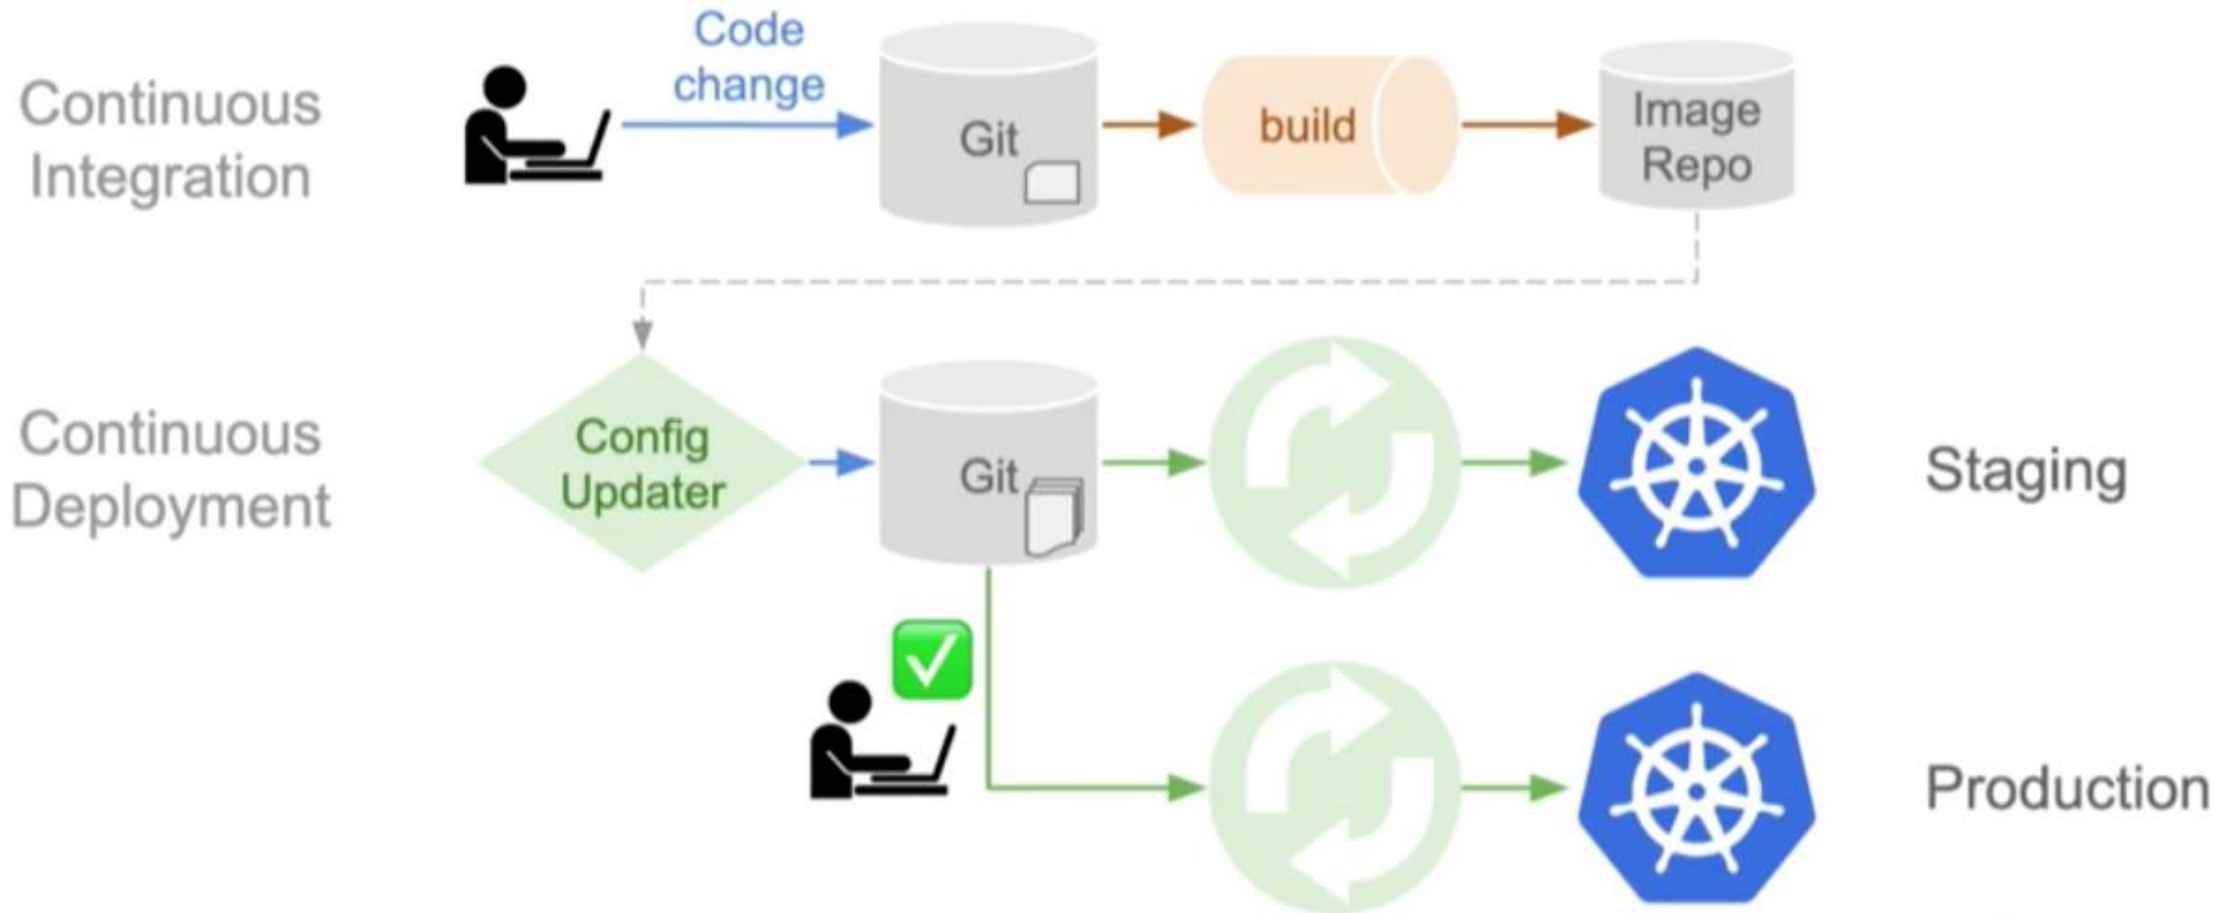 Code
change
Continuous
Integration
Git
build
Image
Repo
Continuous
Deployment
Config
Updater
Git
Staging
Production